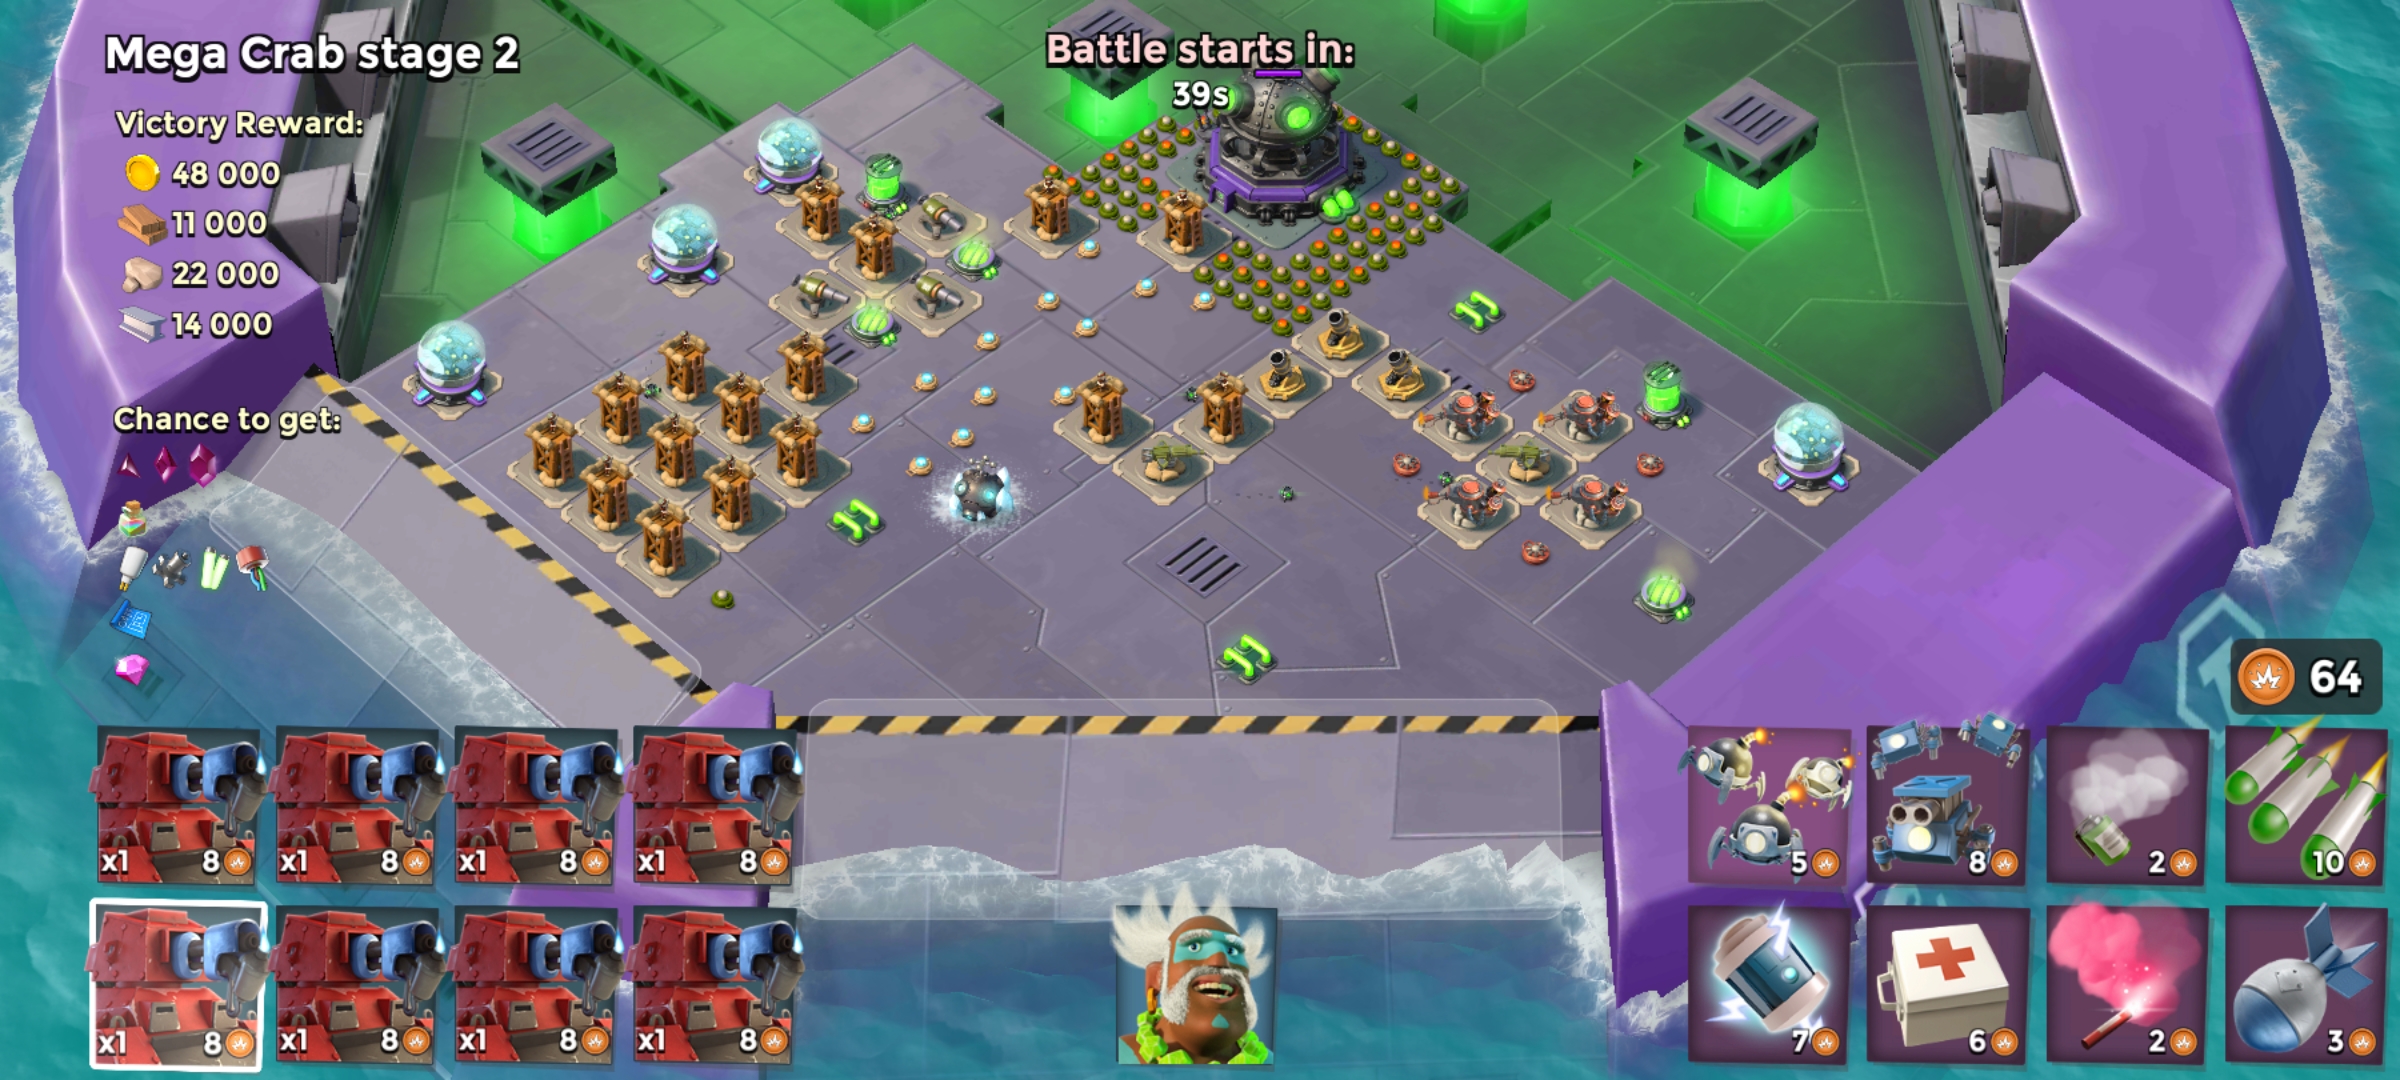 Mega Crab stage 2
Battle starts in:
39s
Victory Reward:
48 000
11 000
22 000
14 000
Chance to get:
64
x1 8
x1 8
x1 8
x1 8
5
8
2
10
x1 8
x1 8
x1 8
x1 8
7
6
2
3